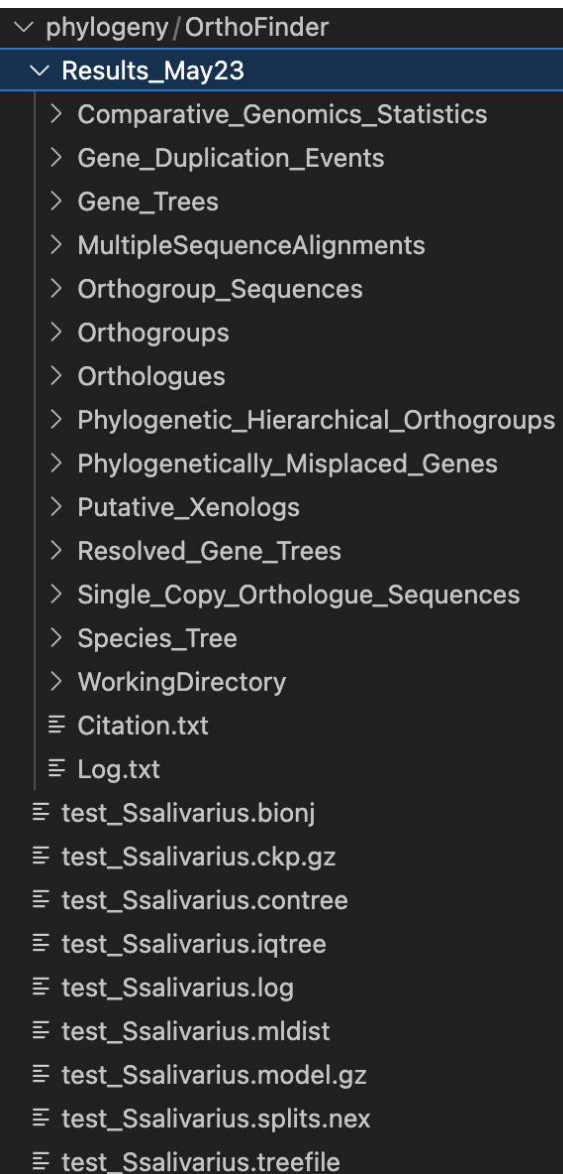 phylogeny/OrthoFinder
Results_May23
Comparative_Genomics_Statistics
Gene_Duplication_Events
Gene_Trees
MultipleSequenceAlignments
Orthogroup_Sequences
Orthogroups
Orthologues
Phylogenetic_Hierarchical_Orthogroups
Phylogenetically_Misplaced_Genes
Putative_Xenologs
Resolved_Gene_Trees
Single_Copy_Orthologue_Sequences
Species_Tree
WorkingDirectory
Citation.txt
Log.txt
test_Ssalivarius.bionj
test_Ssalivarius.ckp.gz
test_Ssalivarius.contree
test_Ssalivarius.iqtree
test_Ssalivarius.log
test_Ssalivarius.mldist
test_Ssalivarius.model.gz
test_Ssalivarius.splits.nex
test_Ssalivarius.treefile